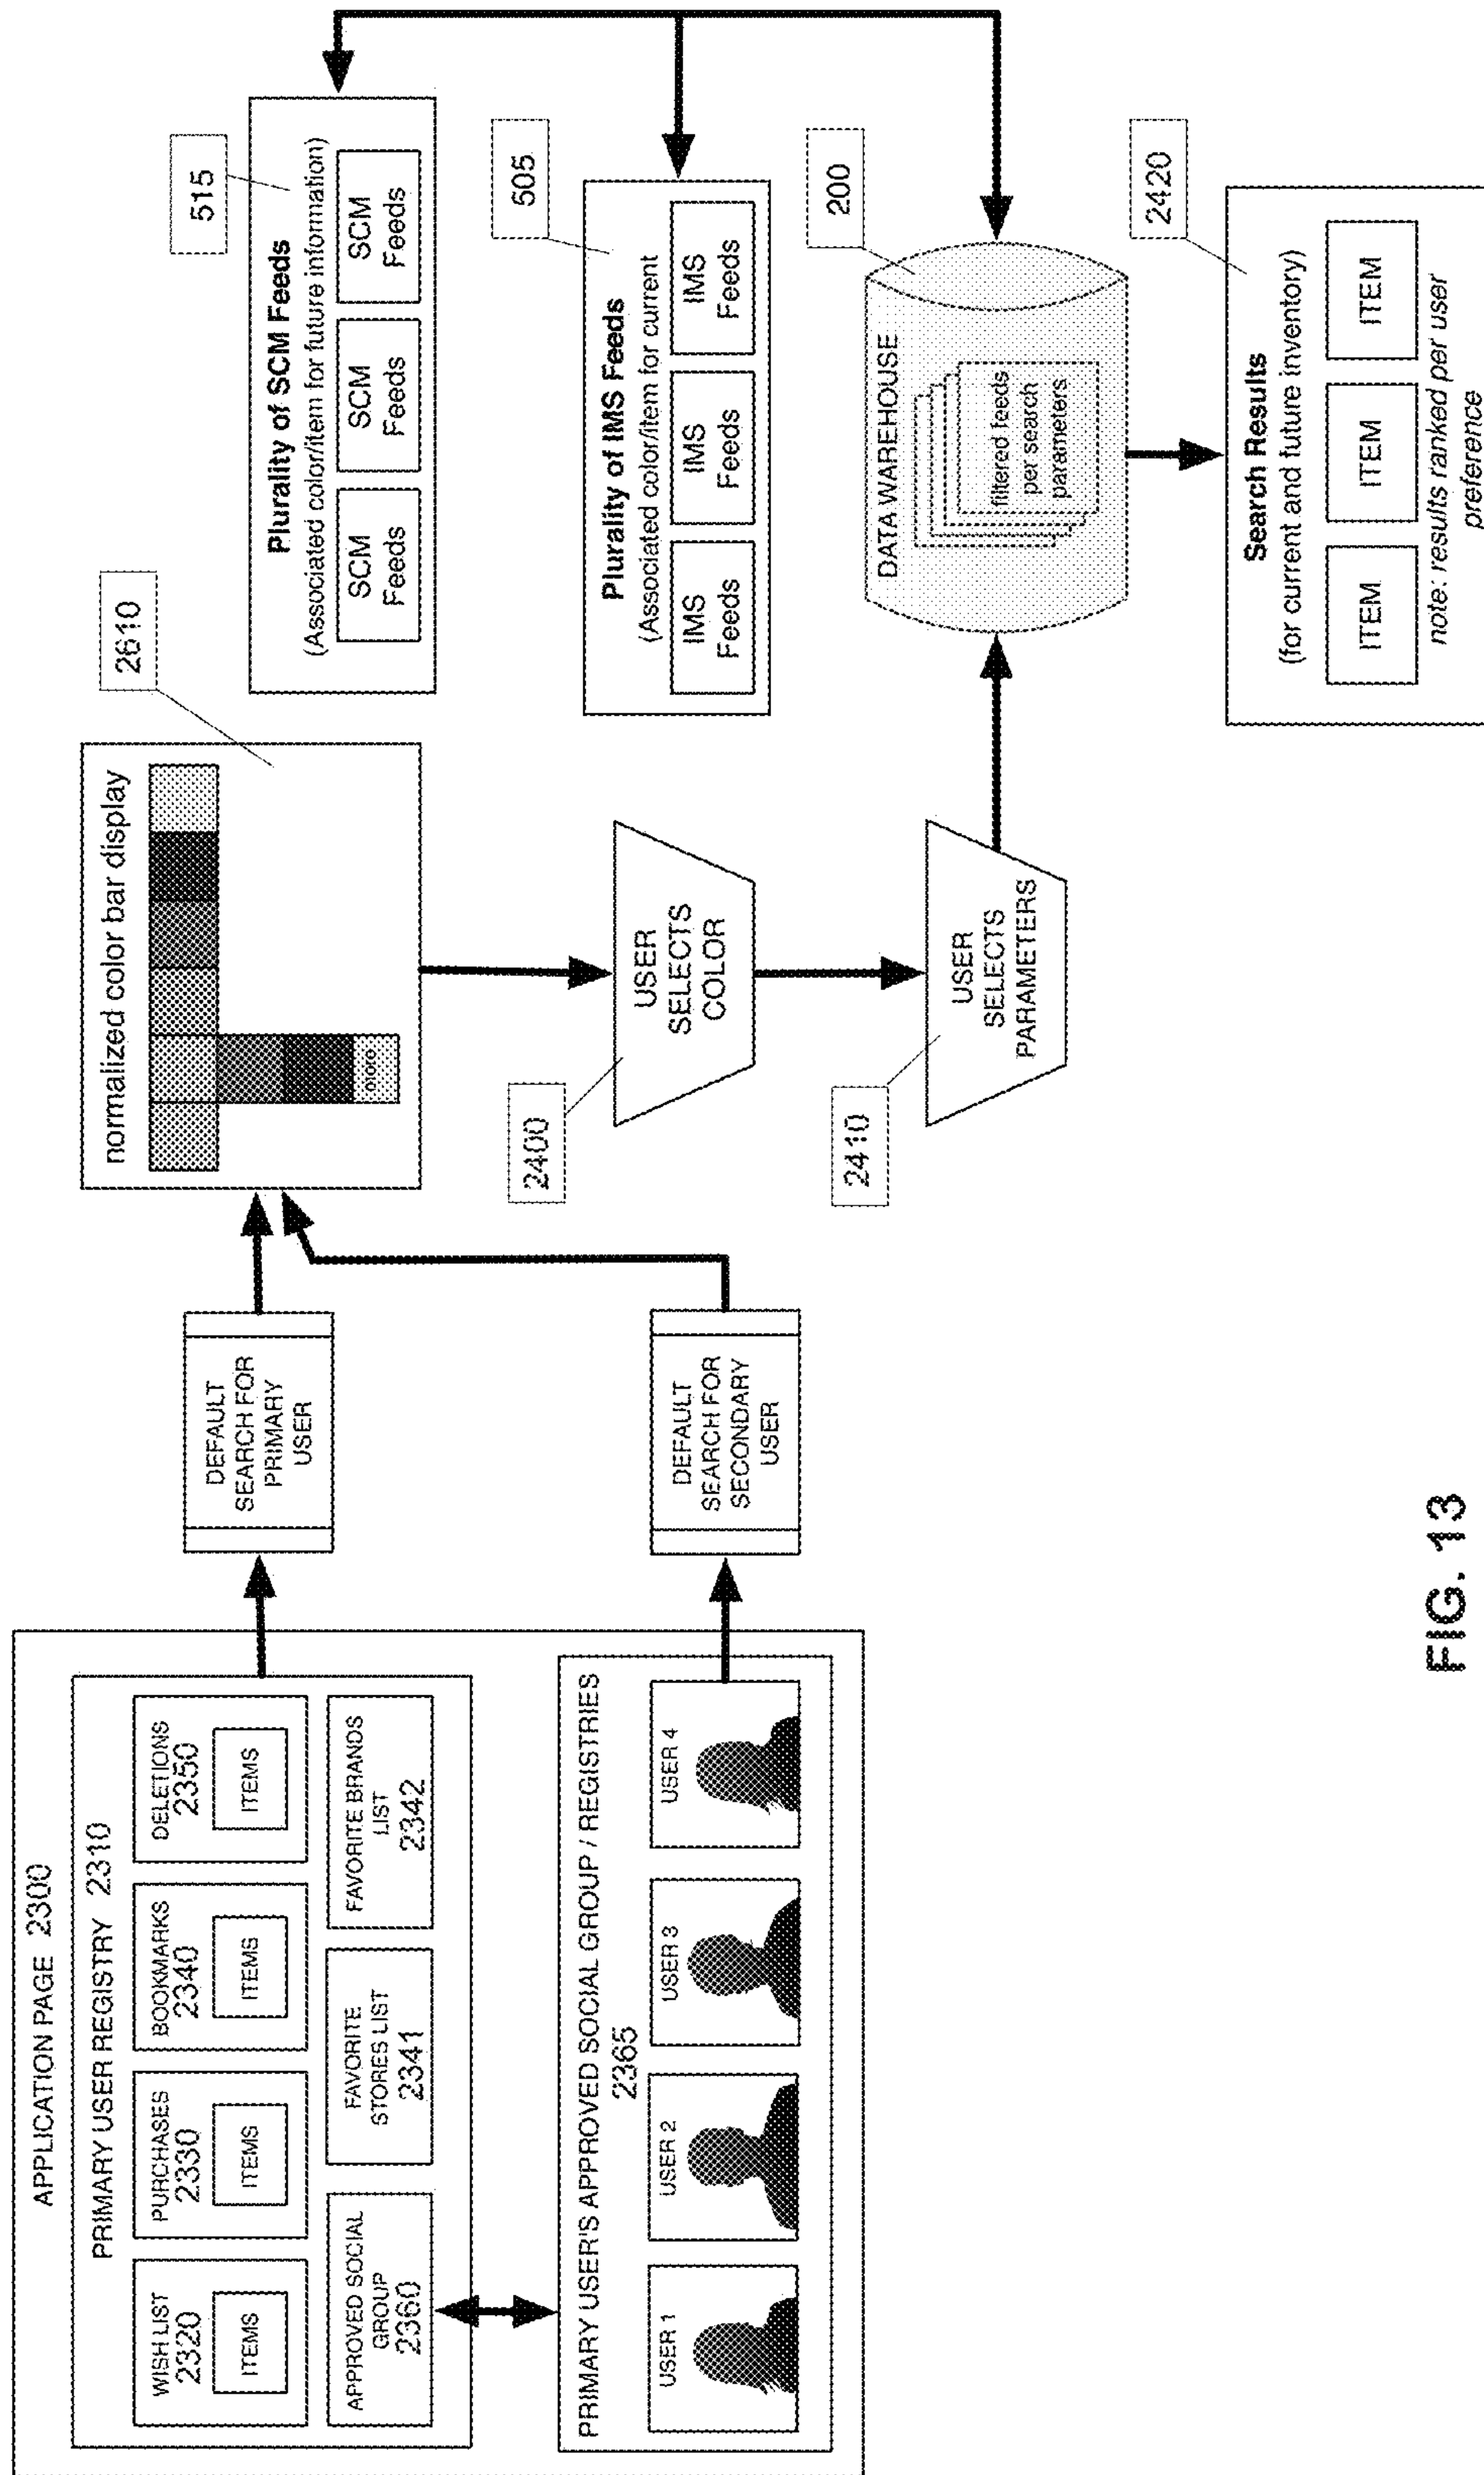 APPLICATION PAGE 2300
PRIMARY USER REGISTRY 2310
WISH LIST
2320
ITEMS
PURCHASES
2330
ITEMS
BOOKMARKS
2340
ITEMS
DELETIONS
2350
ITEMS
APPROVED SOCIAL
GROUP
2360
FAVORITE
STORES LIST
2341
FAVORITE BRANDS
LIST
2342
PRIMARY USER'S APPROVED SOCIAL GROUP / REGISTRIES
2365
USER 1
USER 2
USER 3
USER 4
DEFAULT
SEARCH FOR
PRIMARY
USER
DEFAULT
SEARCH FOR
SECONDARY
USER
normalized color bar display
2610
USER
SELECTS
COLOR
2400
USER
SELECTS
PARAMETERS
2410
Plurality of SCM Feeds
(Associated color/item for future information)
SCM
Feeds
SCM
Feeds
SCM
Feeds
515
Plurality of IMS Feeds
(Associated color/item for current
IMS
Feeds
IMS
Feeds
IMS
Feeds
505
DATA WAREHOUSE
filtered feeds
per search
parameters
200
Search Results
(for current and future inventory)
ITEM
ITEM
ITEM
note: results ranked per user
preference
2420
FIG. 13